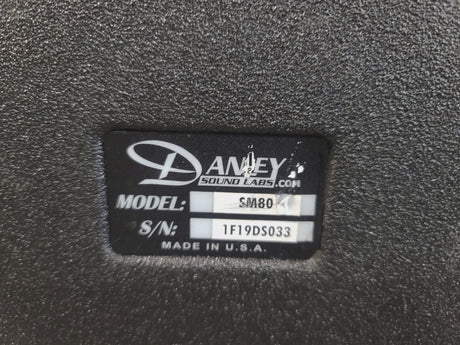 DANLEY
SOUND LABS.COM
MODEL: SM80
S/N: 1F19DS033
MADE IN U.S.A.